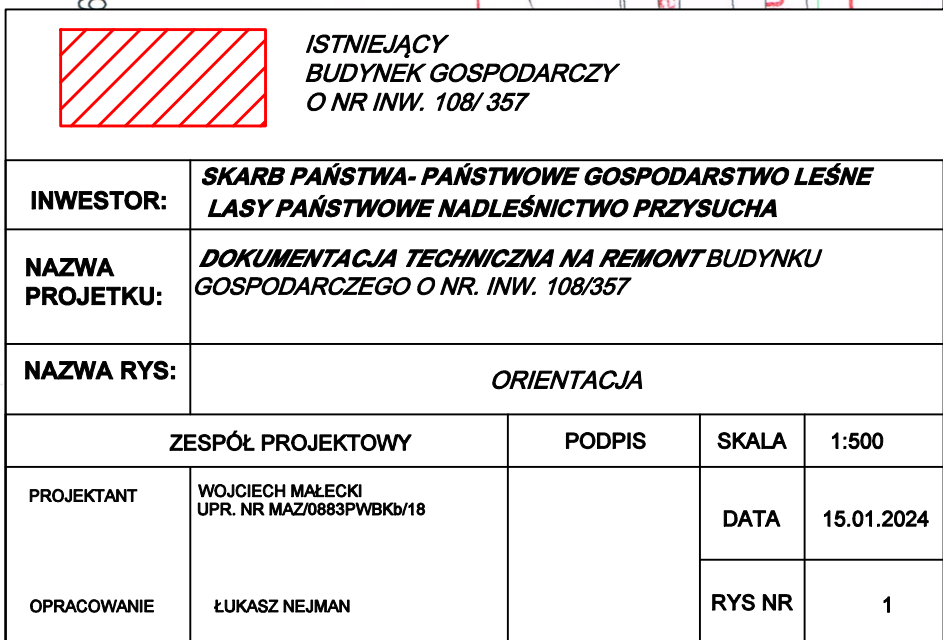 ISTNIEJĄCY
BUDYNEK GOSPODARCZY
O NR INW. 108/ 357
INWESTOR:
SKARB PAŃSTWA- PAŃSTWOWE GOSPODARSTWO LEŚNE
LASY PAŃSTWOWE NADLEŚNICTWO PRZYSUCHA
NAZWA
PROJETKU:
DOKUMENTACJA TECHNICZNA NA REMONT BUDYNKU
GOSPODARCZEGO O NR. INW. 108/357
NAZWA RYS:
ORIENTACJA
ZESPÓŁ PROJEKTOWY
PODPIS
SKALA
1:500
PROJEKTANT
WOJCIECH MAŁECKI
UPR. NR MAZ/0883PWBKb/18
DATA
15.01.2024
OPRACOWANIE
ŁUKASZ NEJMAN
RYS NR
1